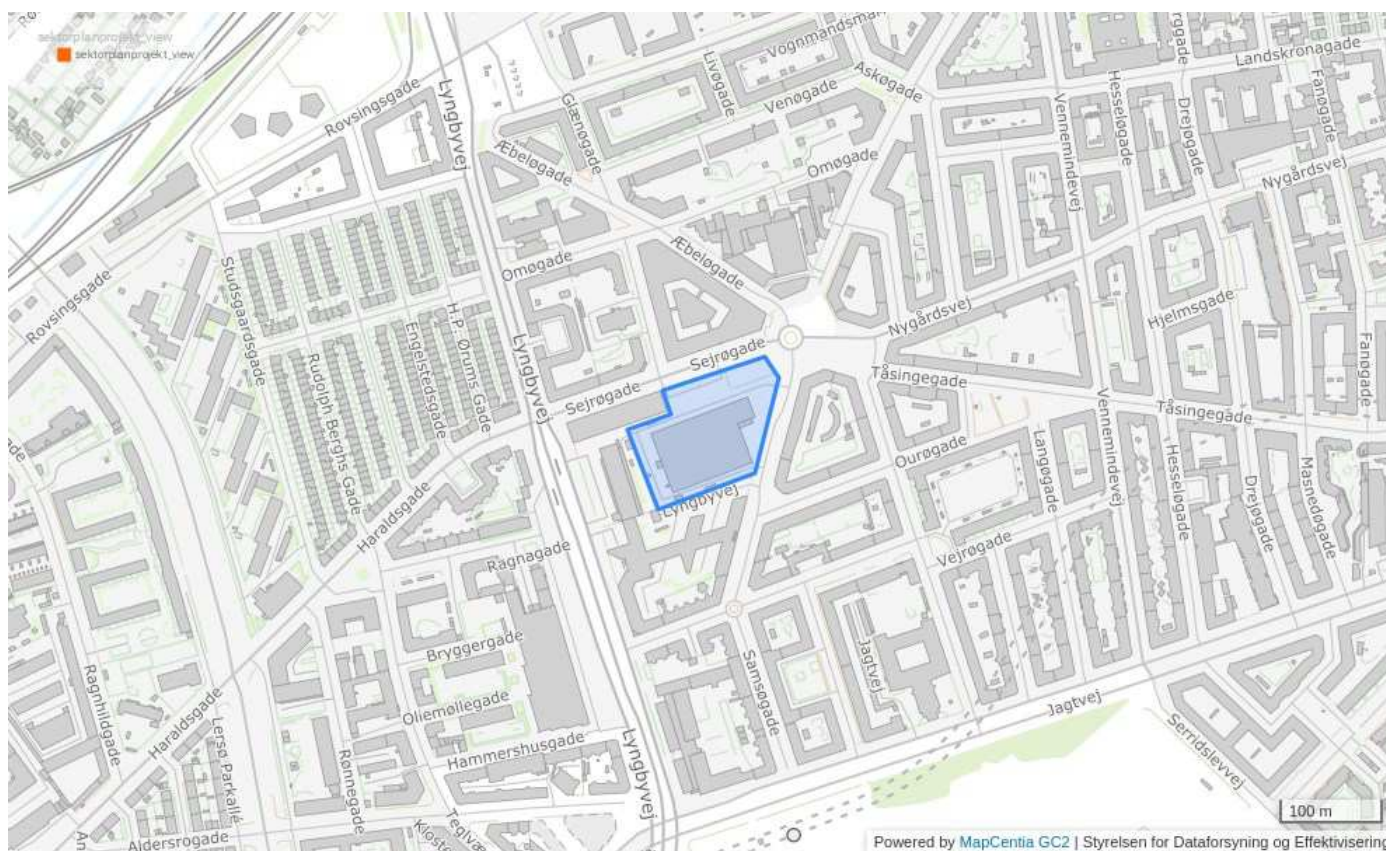 sektorplanprojekt_view
sektorplanprojekt_view
Rovsingsgade
Lyngbyvej
Glænøgade
Livøgade
Vognmandsmar
Venøgade
Askøgade
Omøgade
Æbeløgade
Landskronagade
Hesseløgade
Drejøgade
Fanøgade
Vennemindevej
Nygårdsvej
Rovsingsgade
Studsgaardsgade
Omøgade
Æbeløgade
H.P. Ørums Gade
Engelstedsgade
Rudolph Berghs Gade
Lyngbyvej
Sejrøgade
Sejrøgade
Nygårdsvej
Hjelmsgade
Fanøgade
Tåsingegade
Tåsingegade
Haraldsgade
Lyngbyvej
Ourøgade
Langøgade
Vennemindevej
Hesseløgade
Drejøgade
Masnedøgade
Ragnagade
Vejrøgade
Bryggergade
Samsøgade
Jagtvej
Jagtvej
Ragnhildgade
Haraldsgade
Lersø Parkallé
Oliemøllegade
Hammershusgade
Rønnegade
Lyngbyvej
Serridslevvej
Aldersrogade
100 m
Powered by MapCentia GC2 | Styrelsen for Dataforsyning og Effektivisering